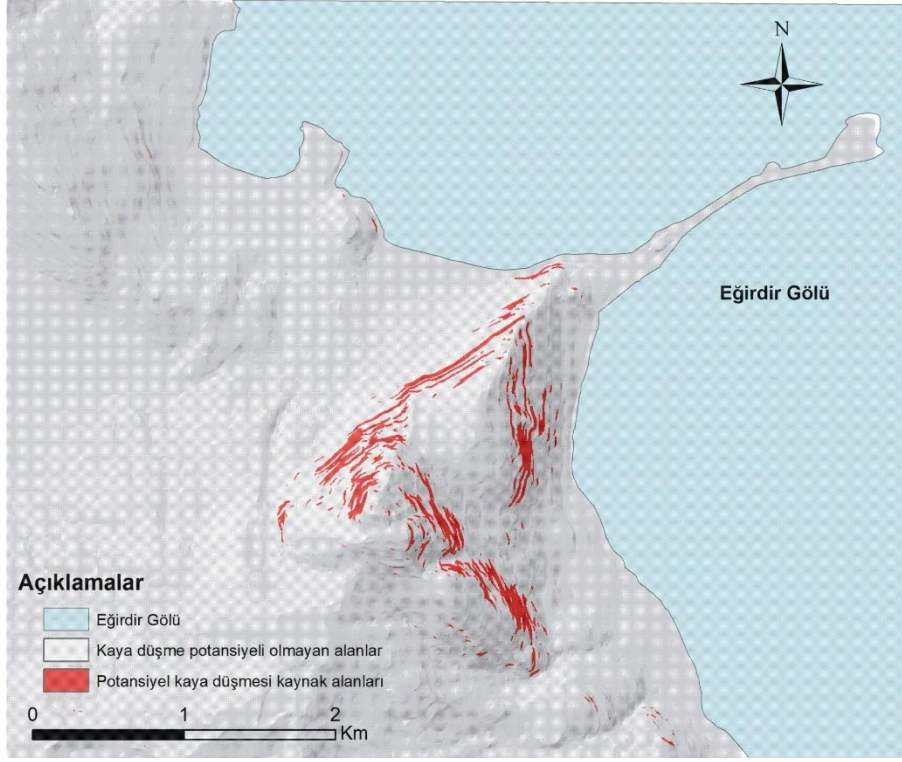 N
Eğirdir Gölü
Açıklamalar
Eğirdir Gölü
Kaya düşme potansiyeli olmayan alanlar
Potansiyel kaya düşmesi kaynak alanları
0 1 2
Km